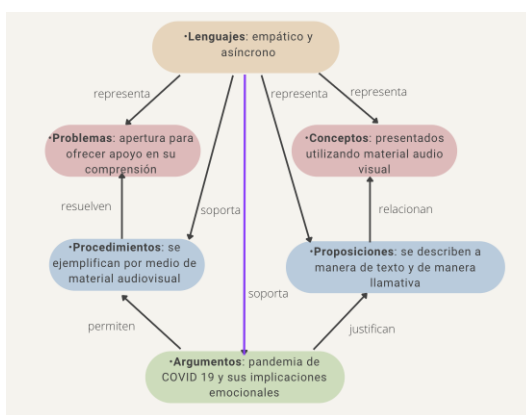 •Lenguajes: empático y
asíncrono
representa
representa
representa
•Problemas: apertura para
ofrecer apoyo en su
comprensión
•Conceptos: presentados
utilizando material audio
visual
resuelven
soporta
relacionan
•Procedimientos: se
ejemplifican por medio de
material audiovisual
•Proposiciones: se describen a
manera de texto y de manera
llamativa
soporta
permiten
justifican
•Argumentos: pandemia de
COVID 19 y sus implicaciones
emocionales